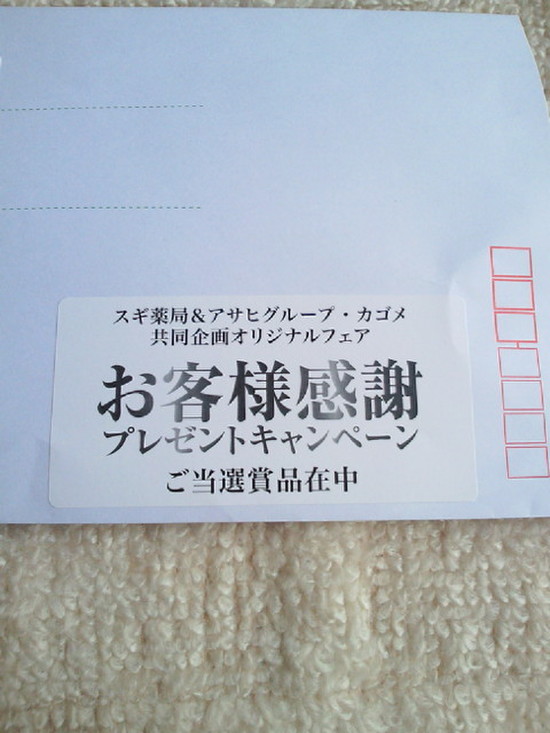 スギ薬局＆アサヒグループ・カゴメ
共同企画オリジナルフェア
お客様感謝
プレゼントキャンペーン
ご当選賞品在中